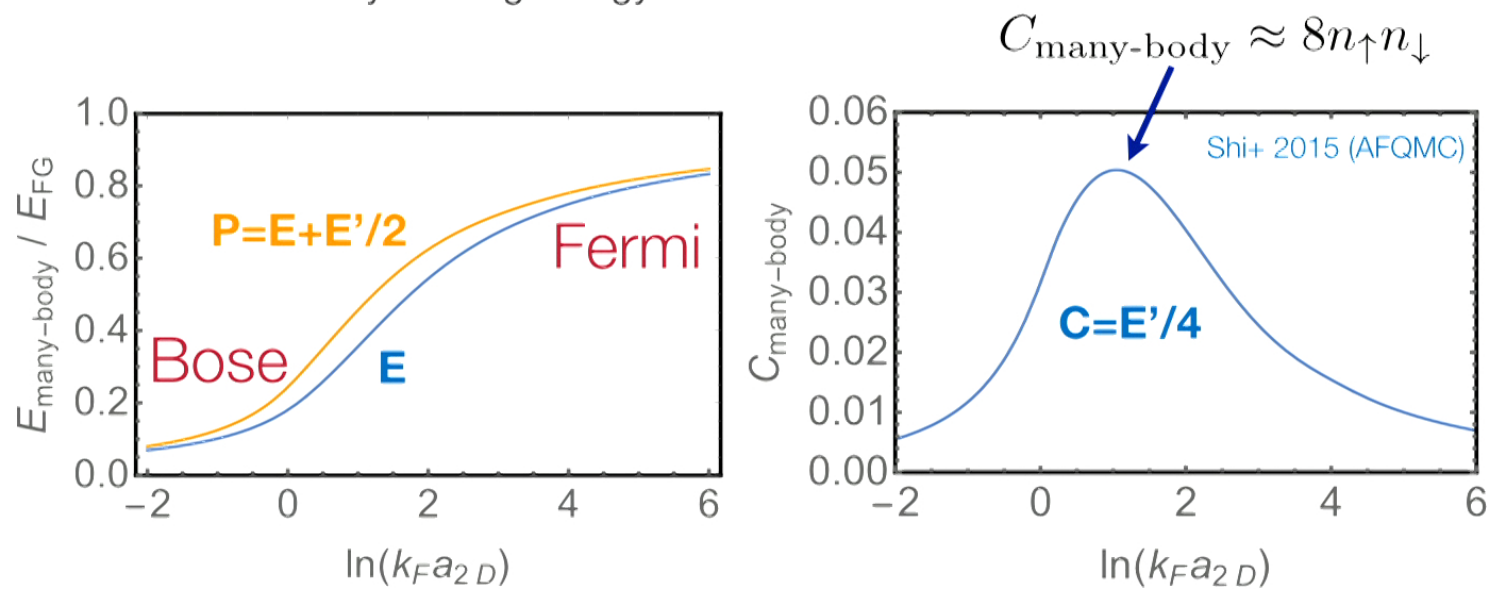 C_many-body ≈ 8n↑n↓
1.0
0.8
0.6
0.4
0.2
0.0
E_many−body / E_FG
P=E+E’/2
Fermi
Bose
E
−2 0 2 4 6
ln(k_F a_2D)
0.06
0.05
0.04
0.03
0.02
0.01
0.00
C_many−body
Shi+ 2015 (AFQMC)
C=E’/4
−2 0 2 4 6
ln(k_F a_2D)